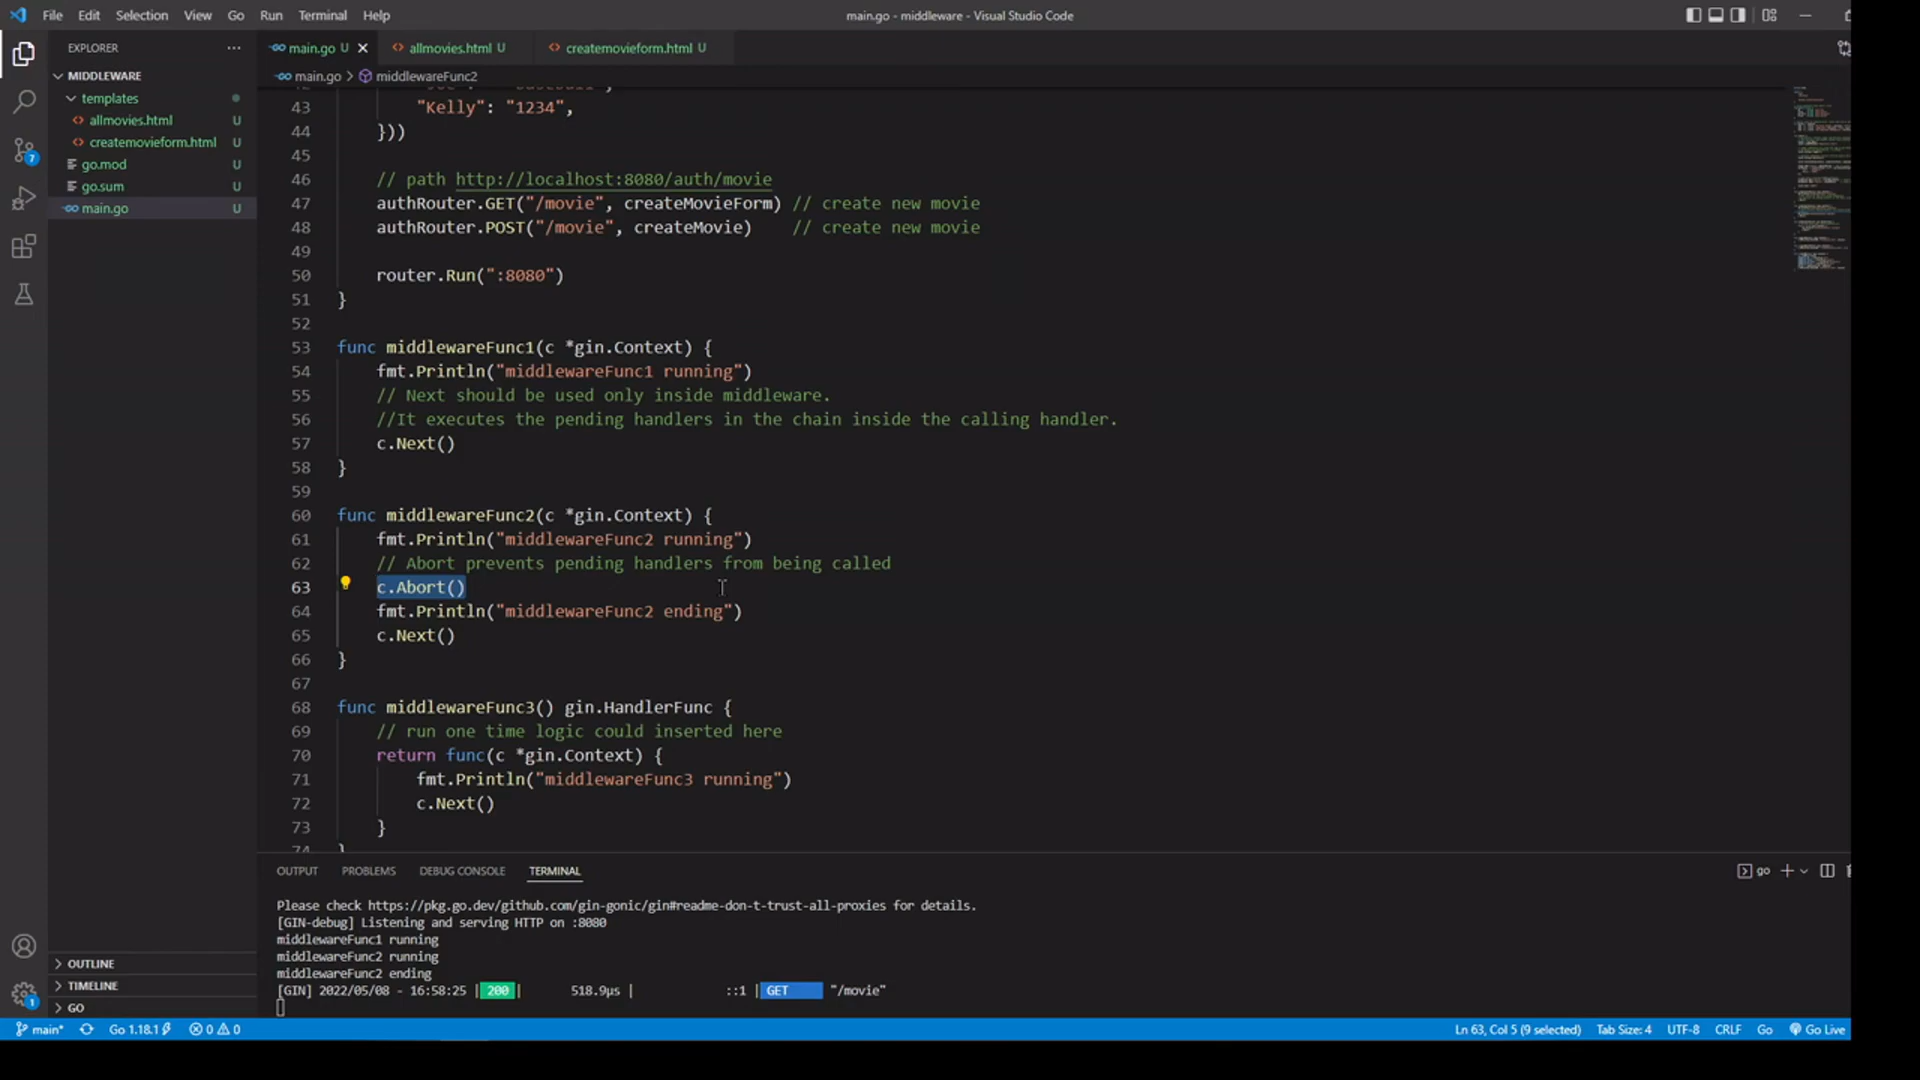 File Edit Selection View Go Run Terminal Help
main.go - middleware - Visual Studio Code
EXPLORER
MIDDLEWARE
templates
allmovies.html U
createmovieform.html U
go.mod U
go.sum U
main.go U
OUTLINE
TIMELINE
GO
7
1
main.go U
allmovies.html U
createmovieform.html U
main.go > middlewareFunc2
43 "Kelly": "1234",
44 }))
45
46 // path http://localhost:8080/auth/movie
47 authRouter.GET("/movie", createMovieForm) // create new movie
48 authRouter.POST("/movie", createMovie) // create new movie
49
50 router.Run(":8080")
51 }
52
53 func middlewareFunc1(c *gin.Context) {
54 fmt.Println("middlewareFunc1 running")
55 // Next should be used only inside middleware.
56 //It executes the pending handlers in the chain inside the calling handler.
57 c.Next()
58 }
59
60 func middlewareFunc2(c *gin.Context) {
61 fmt.Println("middlewareFunc2 running")
62 // Abort prevents pending handlers from being called
63 c.Abort()
64 fmt.Println("middlewareFunc2 ending")
65 c.Next()
66 }
67
68 func middlewareFunc3() gin.HandlerFunc {
69 // run one time logic could inserted here
70 return func(c *gin.Context) {
71 fmt.Println("middlewareFunc3 running")
72 c.Next()
73 }
74 }
OUTPUT PROBLEMS DEBUG CONSOLE TERMINAL
go
Please check https://pkg.go.dev/github.com/gin-gonic/gin#readme-don-t-trust-all-proxies for details.
[GIN-debug] Listening and serving HTTP on :8080
middlewareFunc1 running
middlewareFunc2 running
middlewareFunc2 ending
[GIN] 2022/05/08 - 16:58:25 | 200 | 518.9µs | ::1 | GET "/movie"
main* Go 1.18.1 0 0
Ln 63, Col 5 (9 selected) Tab Size: 4 UTF-8 CRLF Go Go Live